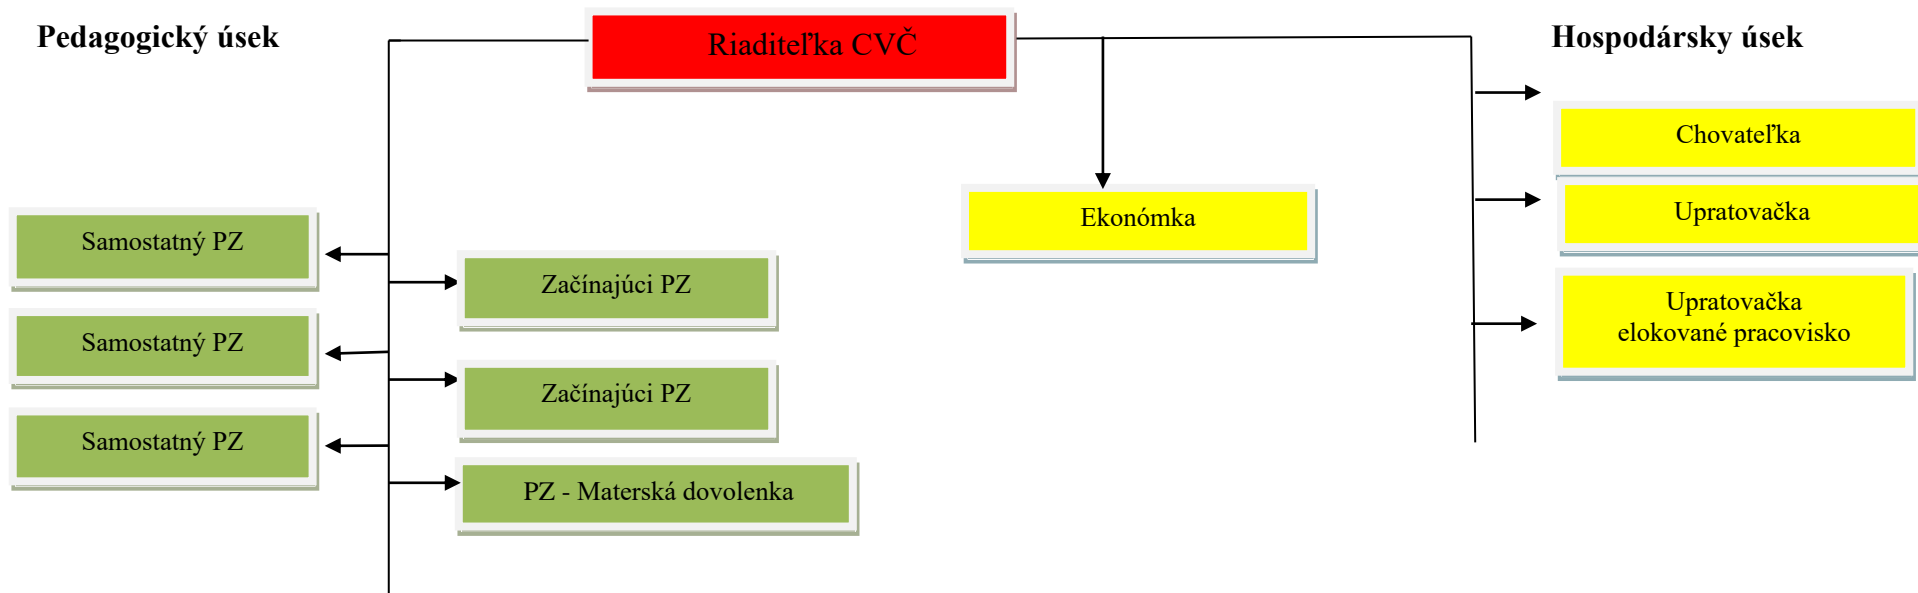 Pedagogický úsek
Riaditeľka CVČ
Hospodársky úsek
Chovateľka
Ekonómka
Upratovačka
Samostatný PZ
Začínajúci PZ
Upratovačka
elokované pracovisko
Samostatný PZ
Začínajúci PZ
Samostatný PZ
PZ - Materská dovolenka